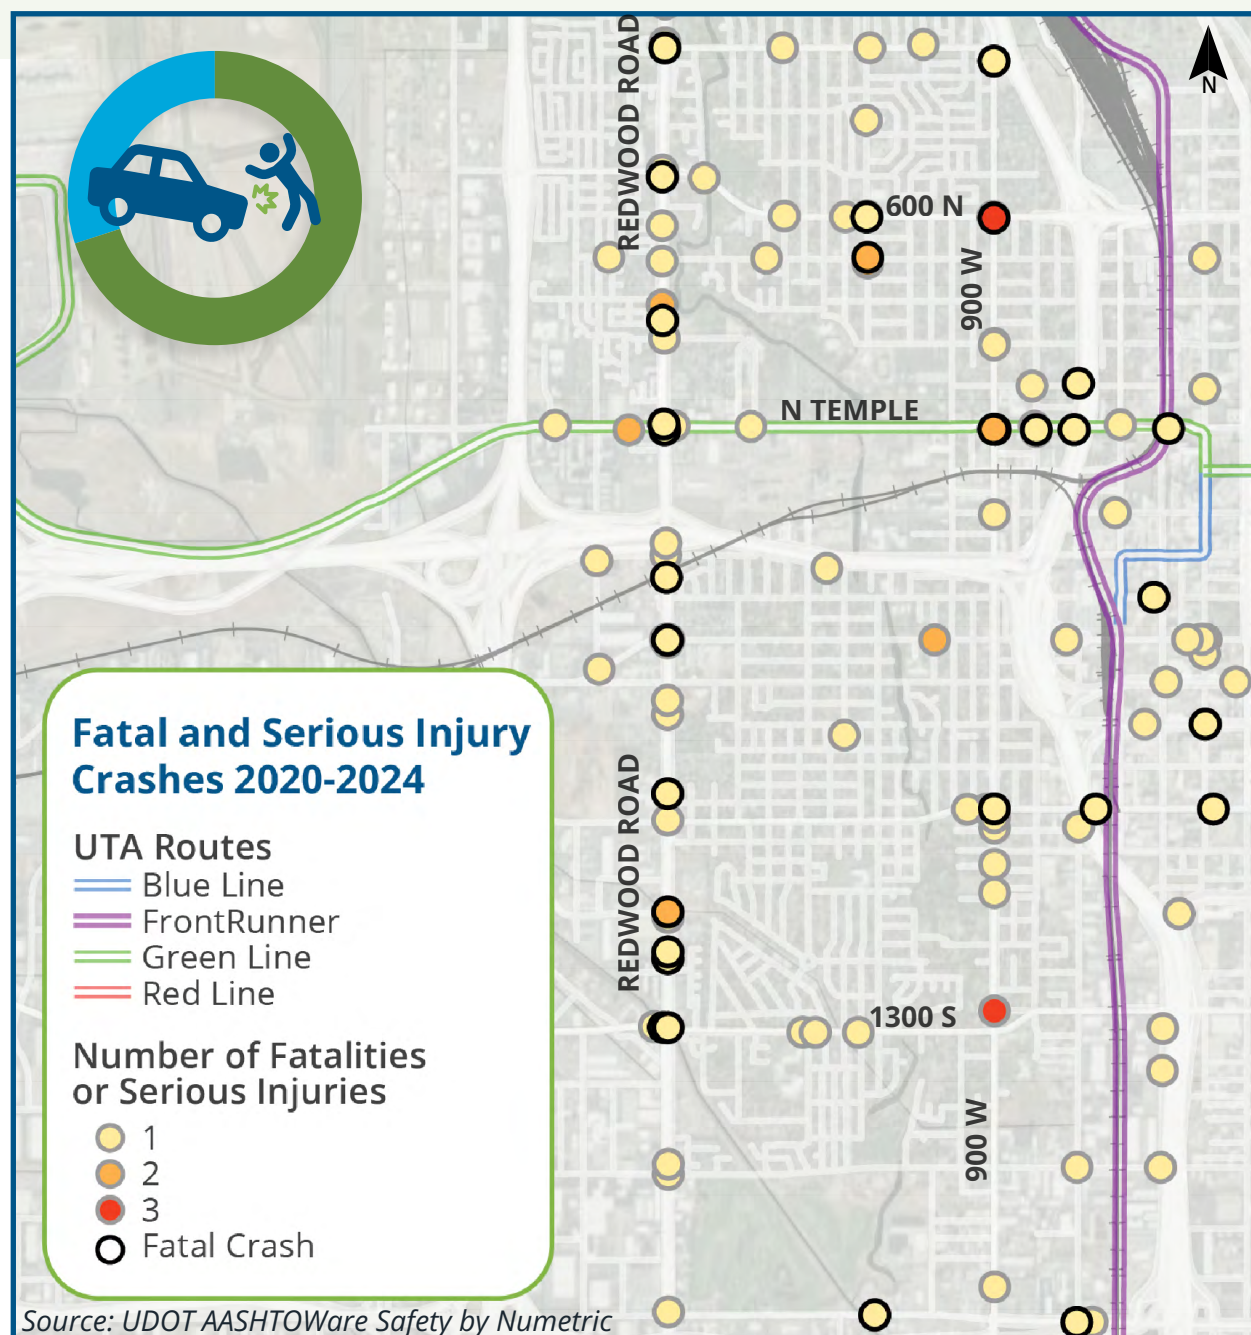 REDWOOD ROAD
N
600 N
900 W
N TEMPLE
Fatal and Serious Injury
Crashes 2020-2024
UTA Routes
Blue Line
FrontRunner
Green Line
Red Line
Number of Fatalities
or Serious Injuries
1
2
3
Fatal Crash
REDWOOD ROAD
1300 S
900 W
Source: UDOT AASHTOWare Safety by Numetric